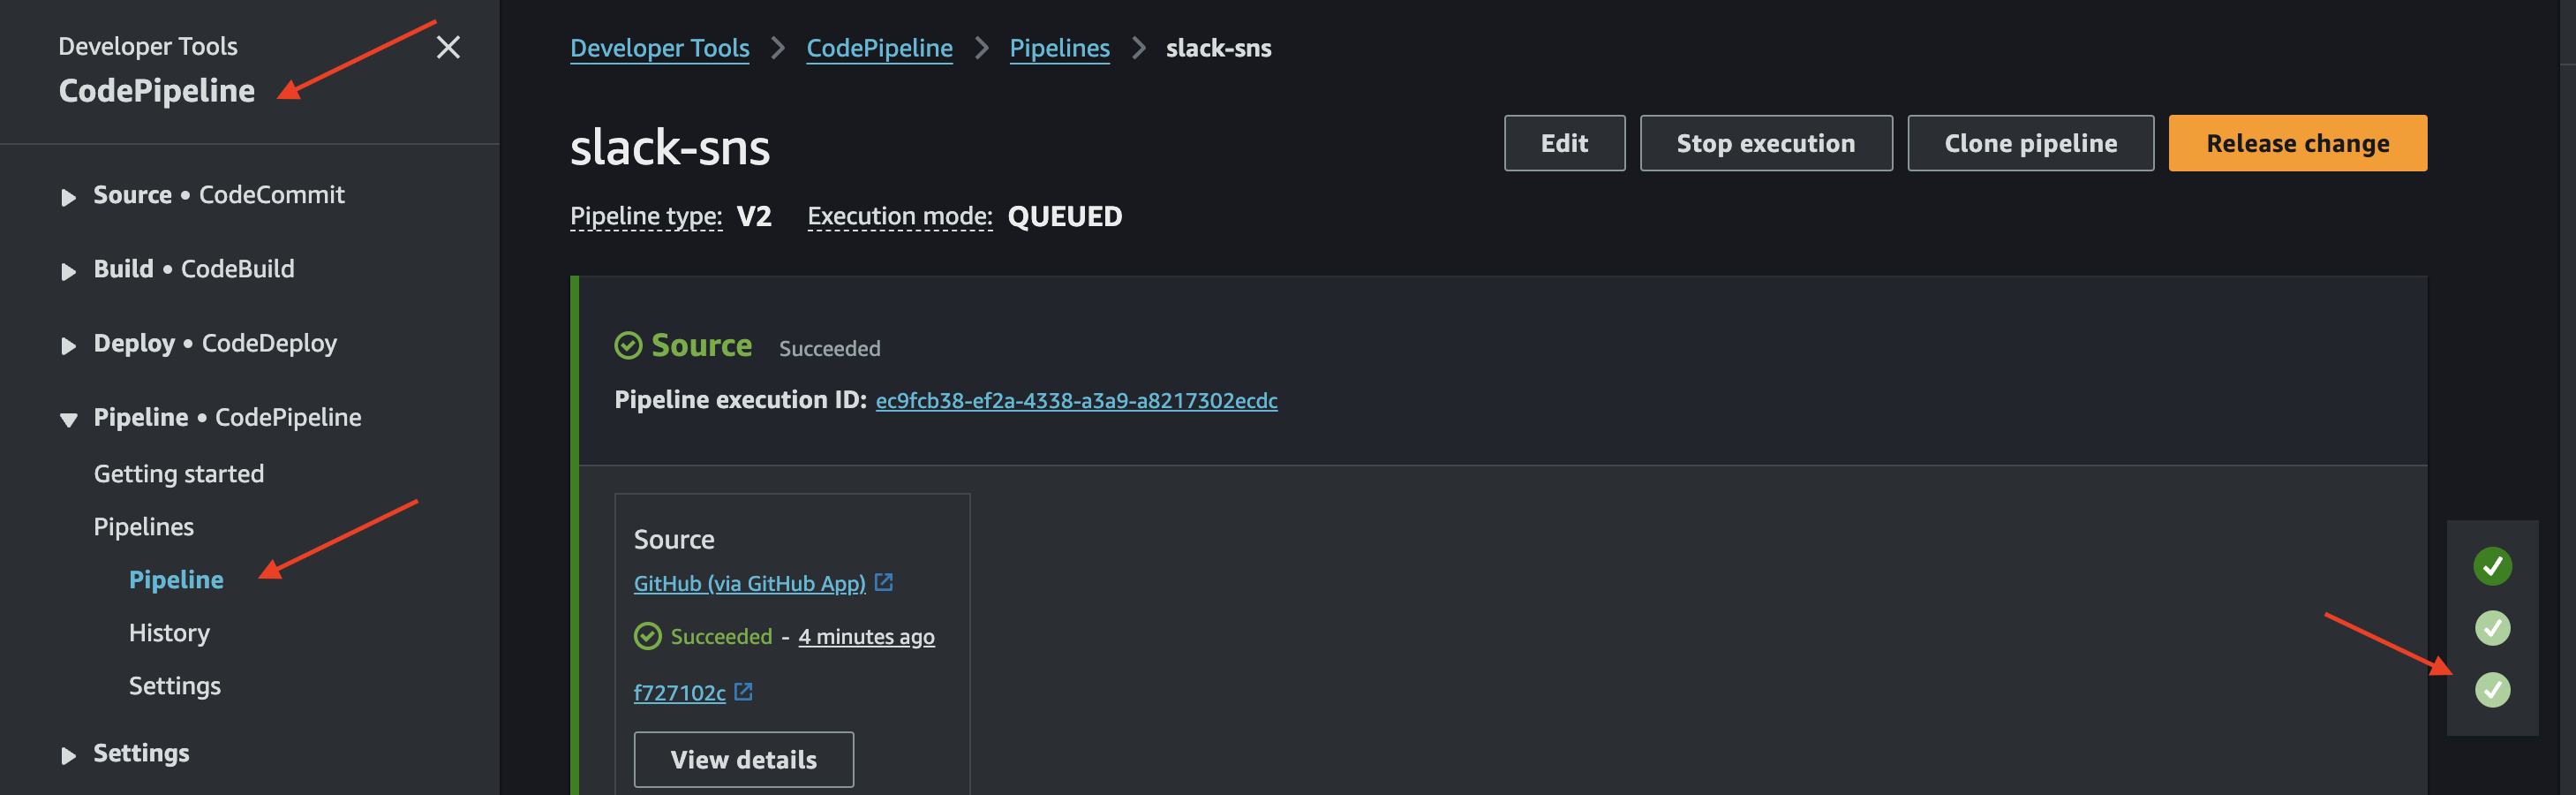 Developer Tools
CodePipeline
Source • CodeCommit
Build • CodeBuild
Deploy • CodeDeploy
Pipeline • CodePipeline
Getting started
Pipelines
Pipeline
History
Settings
Settings
Developer Tools > CodePipeline > Pipelines > slack-sns
slack-sns
Edit
Stop execution
Clone pipeline
Release change
Pipeline type: V2 Execution mode: QUEUED
Source Succeeded
Pipeline execution ID: ec9fcb38-ef2a-4338-a3a9-a8217302ecdc
Source
GitHub (via GitHub App)
Succeeded - 4 minutes ago
f727102c
View details